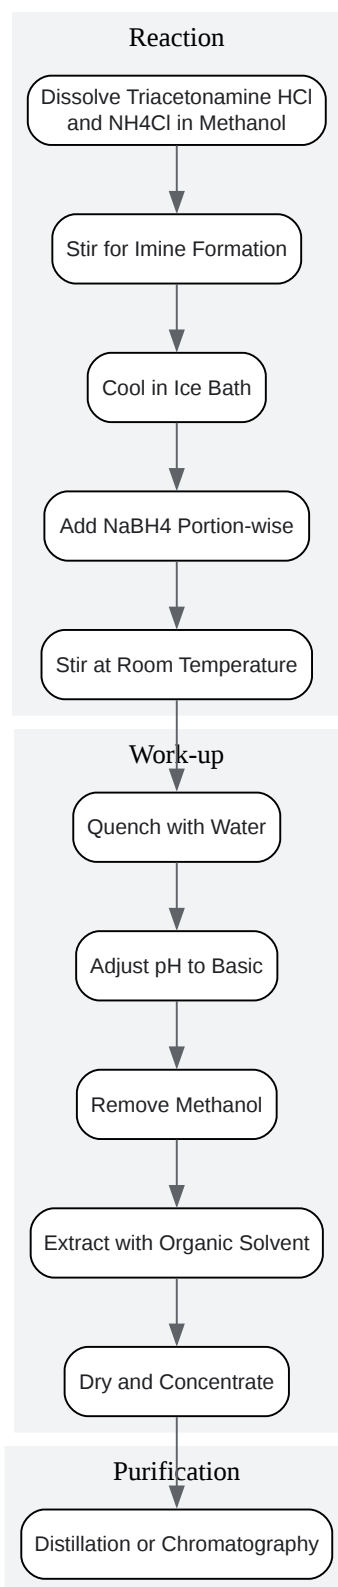 Reaction
Dissolve Triacetonamine HCl
and NH4Cl in Methanol
Stir for Imine Formation
Cool in Ice Bath
Add NaBH4 Portion-wise
Stir at Room Temperature
Work-up
Quench with Water
Adjust pH to Basic
Remove Methanol
Extract with Organic Solvent
Dry and Concentrate
Purification
Distillation or Chromatography